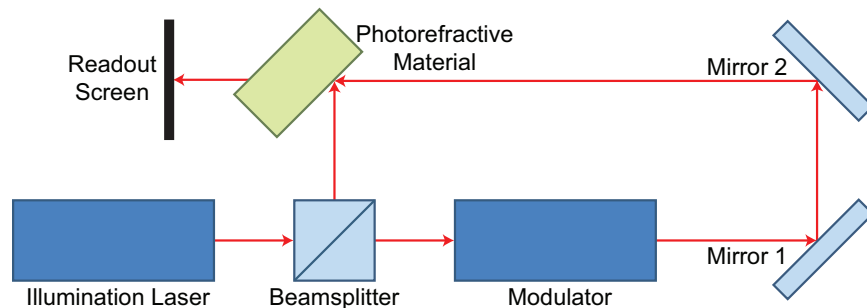 Photorefractive
Material
Readout
Screen
Mirror 2
Mirror 1
Illumination Laser
Beamsplitter
Modulator